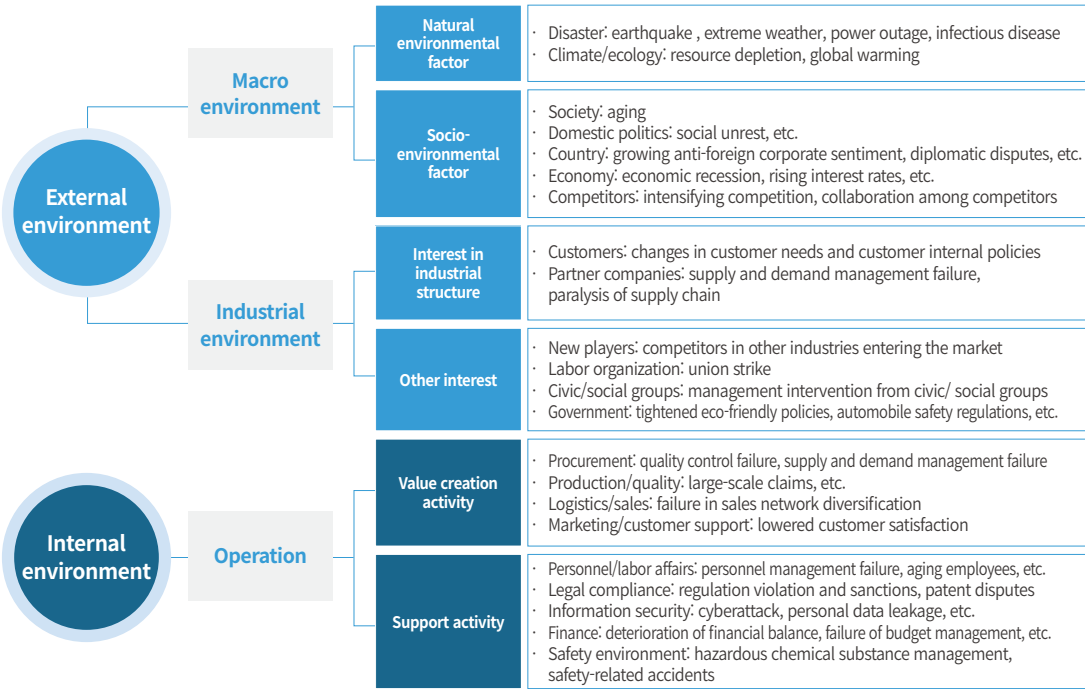 External
environment
Macro
environment
Natural
environmental
factor
· Disaster: earthquake , extreme weather, power outage, infectious disease
· Climate/ecology: resource depletion, global warming
Socio-
environmental
factor
· Society: aging
· Domestic politics: social unrest, etc.
· Country: growing anti-foreign corporate sentiment, diplomatic disputes, etc.
· Economy: economic recession, rising interest rates, etc.
· Competitors: intensifying competition, collaboration among competitors
Industrial
environment
Interest in
industrial
structure
· Customers: changes in customer needs and customer internal policies
· Partner companies: supply and demand management failure,
paralysis of supply chain
Other interest
· New players: competitors in other industries entering the market
· Labor organization: union strike
· Civic/social groups: management intervention from civic/ social groups
· Government: tightened eco-friendly policies, automobile safety regulations, etc.
Internal
environment
Operation
Value creation
activity
· Procurement: quality control failure, supply and demand management failure
· Production/quality: large-scale claims, etc.
· Logistics/sales: failure in sales network diversification
· Marketing/customer support: lowered customer satisfaction
Support activity
· Personnel/labor affairs: personnel management failure, aging employees, etc.
· Legal compliance: regulation violation and sanctions, patent disputes
· Information security: cyberattack, personal data leakage, etc.
· Finance: deterioration of financial balance, failure of budget management, etc.
· Safety environment: hazardous chemical substance management,
safety-related accidents